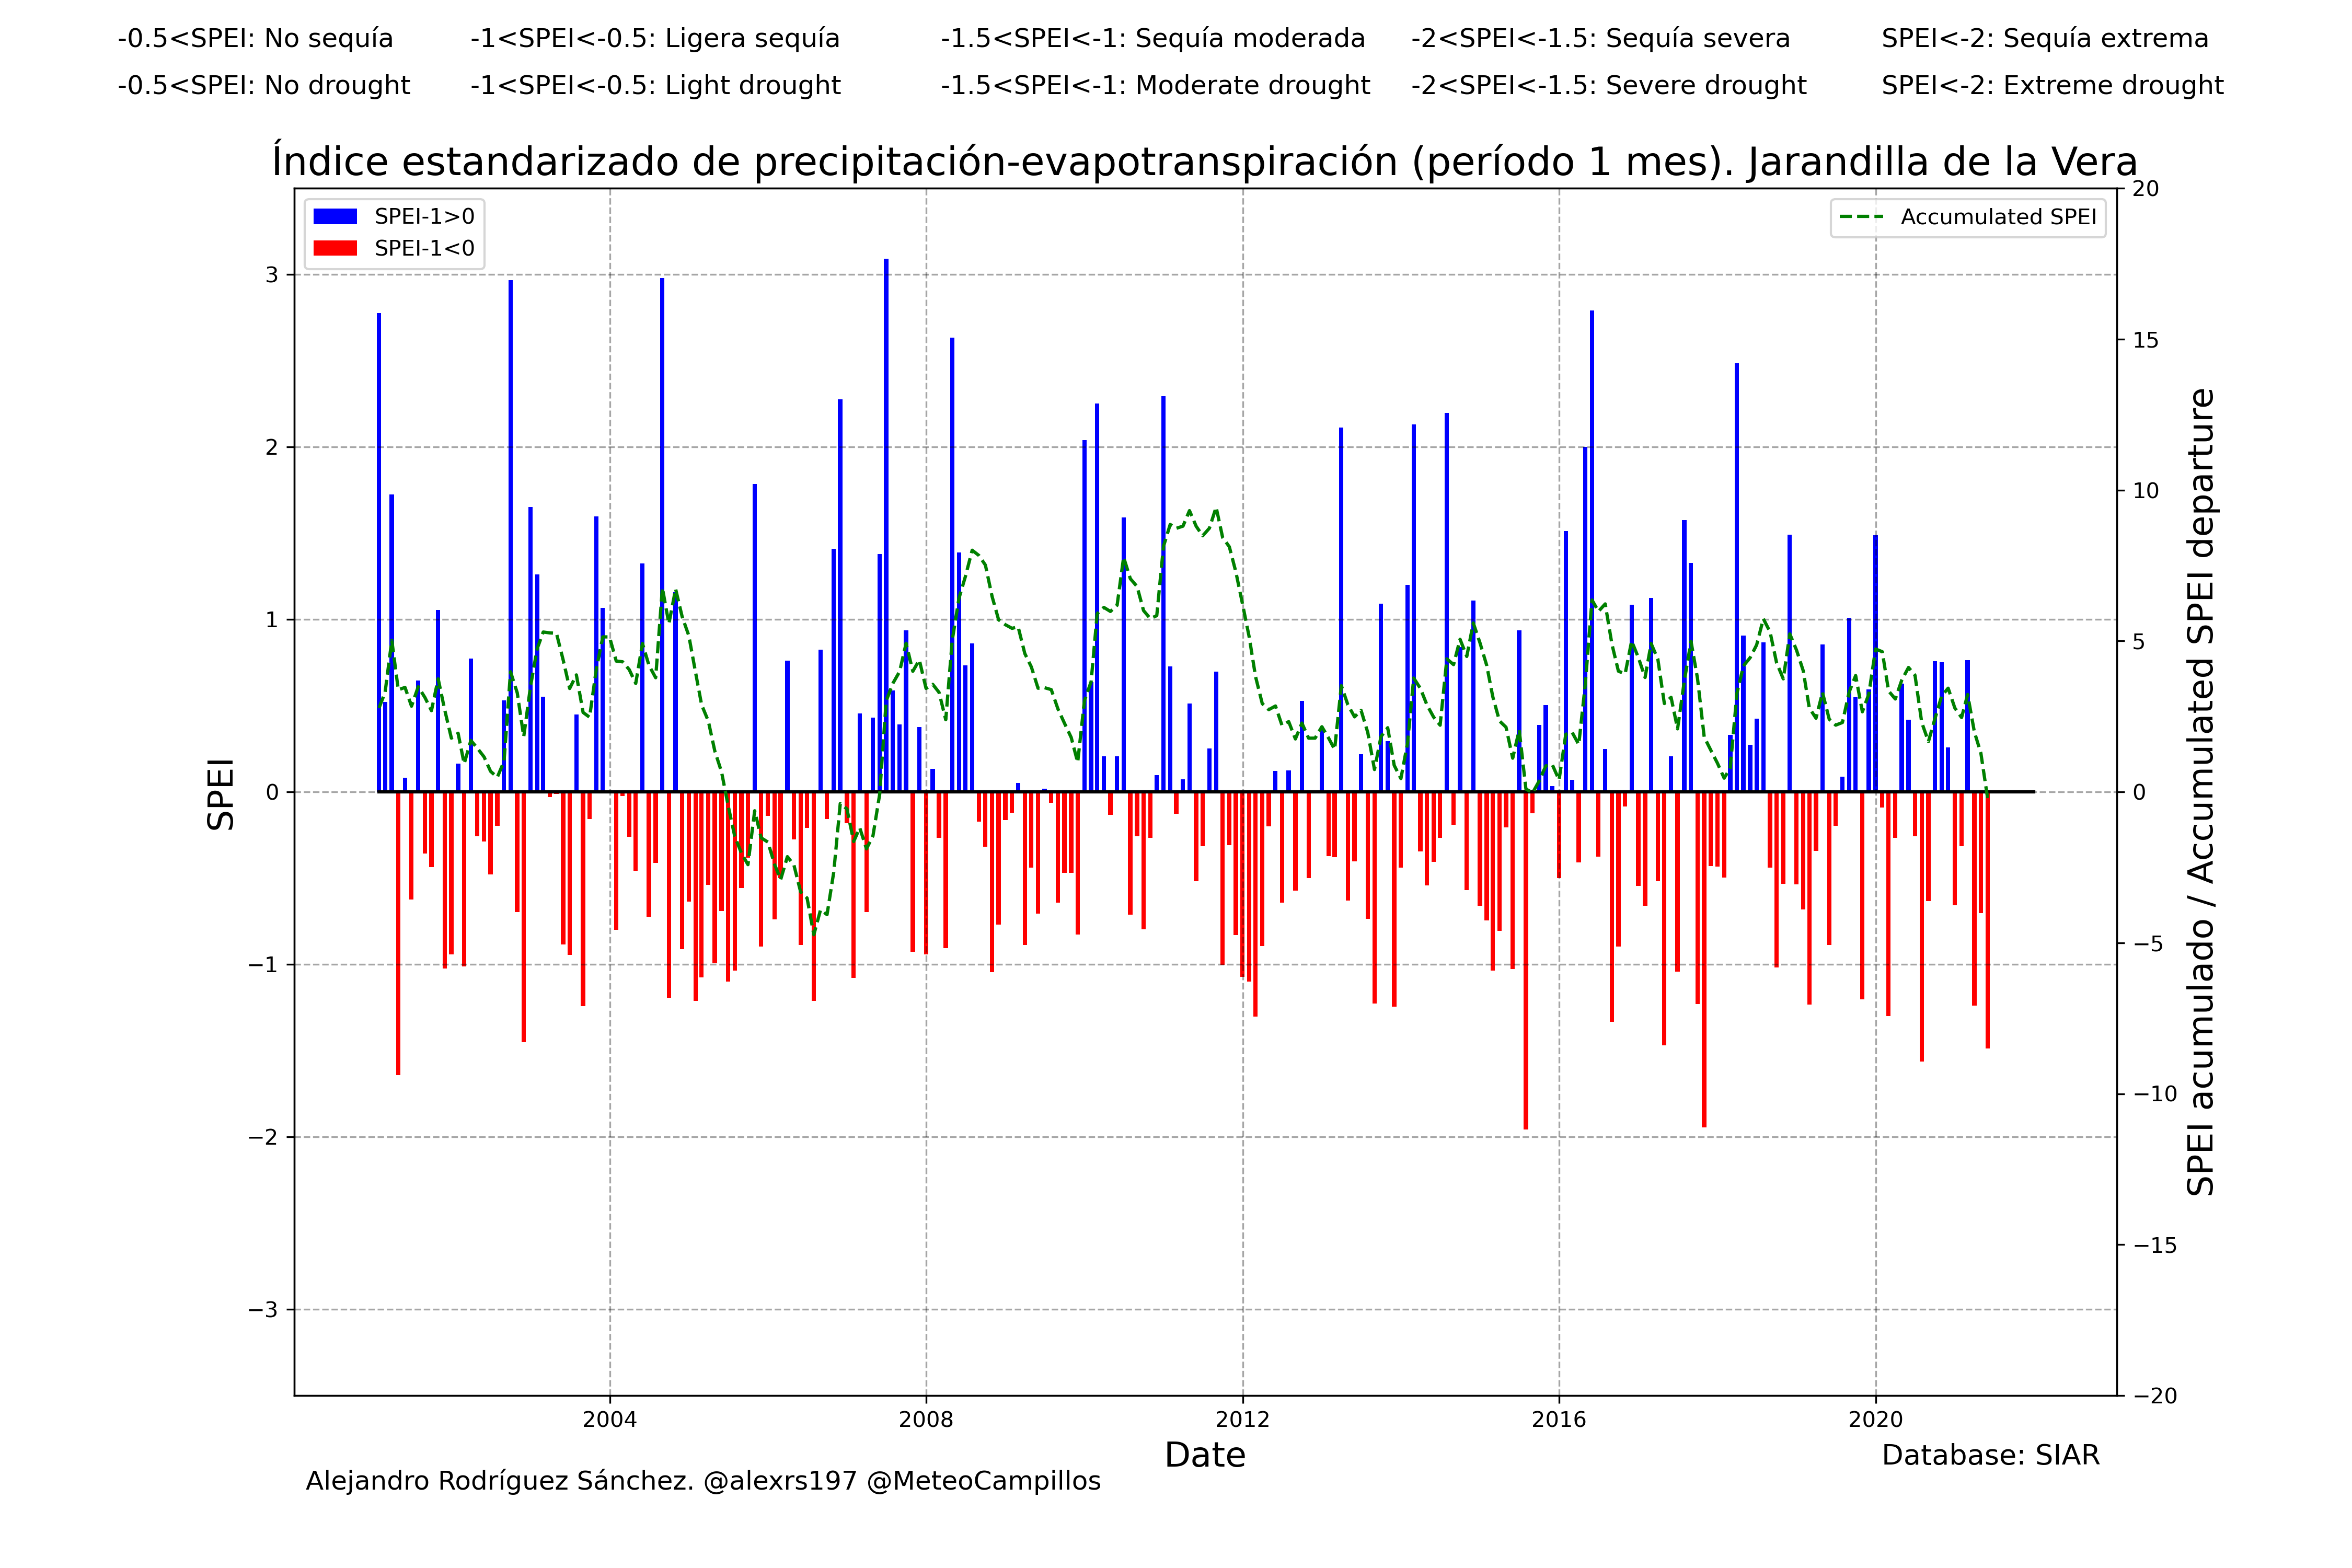 -0.5<SPEI: No sequía -1<SPEI<-0.5: Ligera sequía -1.5<SPEI<-1: Sequía moderada -2<SPEI<-1.5: Sequía severa SPEI<-2: Sequía extrema
-0.5<SPEI: No drought -1<SPEI<-0.5: Light drought -1.5<SPEI<-1: Moderate drought -2<SPEI<-1.5: Severe drought SPEI<-2: Extreme drought
Índice estandarizado de precipitación-evapotranspiración (período 1 mes). Jarandilla de la Vera
SPEI-1>0
SPEI-1<0
Accumulated SPEI
SPEI
3
2
1
0
−1
−2
−3
20
15
10
5
0
−5
−10
−15
−20
SPEI acumulado / Accumulated SPEI departure
2004 2008 2012 2016 2020
Date
Database: SIAR
Alejandro Rodríguez Sánchez. @alexrs197 @MeteoCampillos